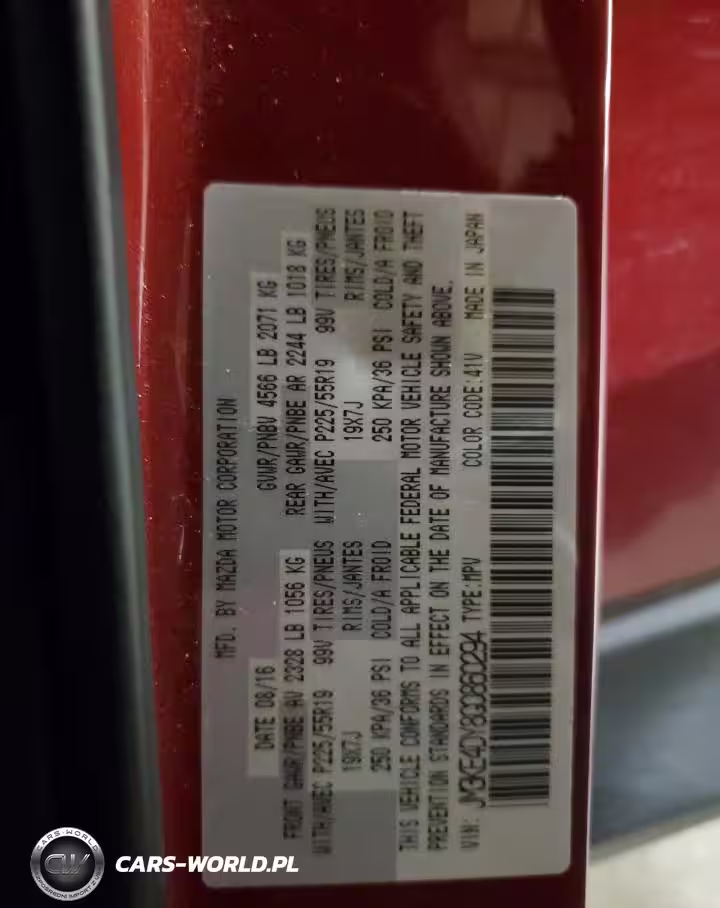 MFD. BY MAZDA MOTOR CORPORATION
DATE 08/16 GVWR/PNBV 4566 LB 2071 KG
FRONT GAWR/PNBE AV 2328 LB 1056 KG REAR GAWR/PNBE AR 2244 LB 1018 KG
WITH/AVEC P225/55R19 99V TIRES/PNEUS WITH/AVEC P225/55R19 99V TIRES/PNEUS
19X7J RIMS/JANTES 19X7J RIMS/JANTES
250 KPA/36 PSI COLD/A FROID 250 KPA/36 PSI COLD/A FROID
THIS VEHICLE CONFORMS TO ALL APPLICABLE FEDERAL MOTOR VEHICLE SAFETY AND THEFT
PREVENTION STANDARDS IN EFFECT ON THE DATE OF MANUFACTURE SHOWN ABOVE.
VIN: JM3KE4DY8G0860294 TYPE:MPV COLOR CODE:41V MADE IN JAPAN
CARS-WORLD
CW
CARS-WORLD.PL